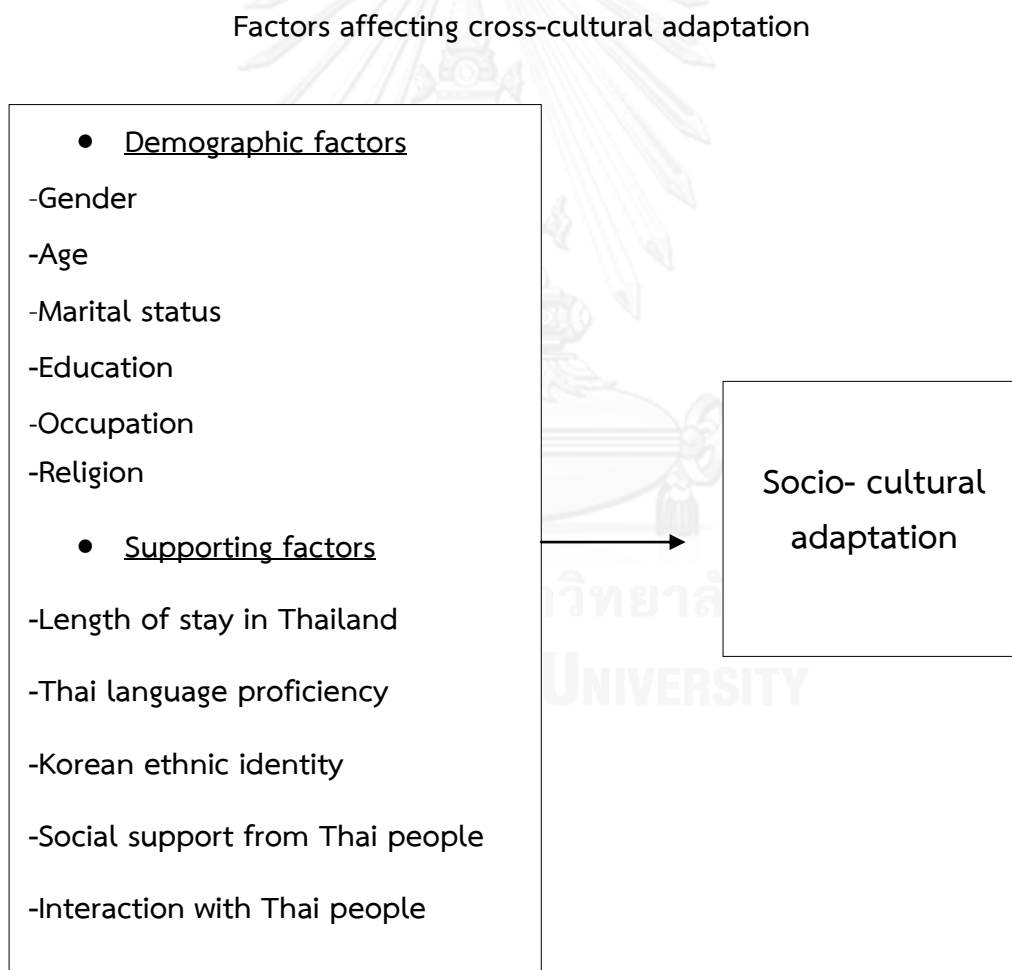 Factors affecting cross-cultural adaptation
• Demographic factors
-Gender
-Age
-Marital status
-Education
-Occupation
-Religion
• Supporting factors
-Length of stay in Thailand
-Thai language proficiency
-Korean ethnic identity
-Social support from Thai people
-Interaction with Thai people
Socio- cultural
adaptation
UNIVERSITY